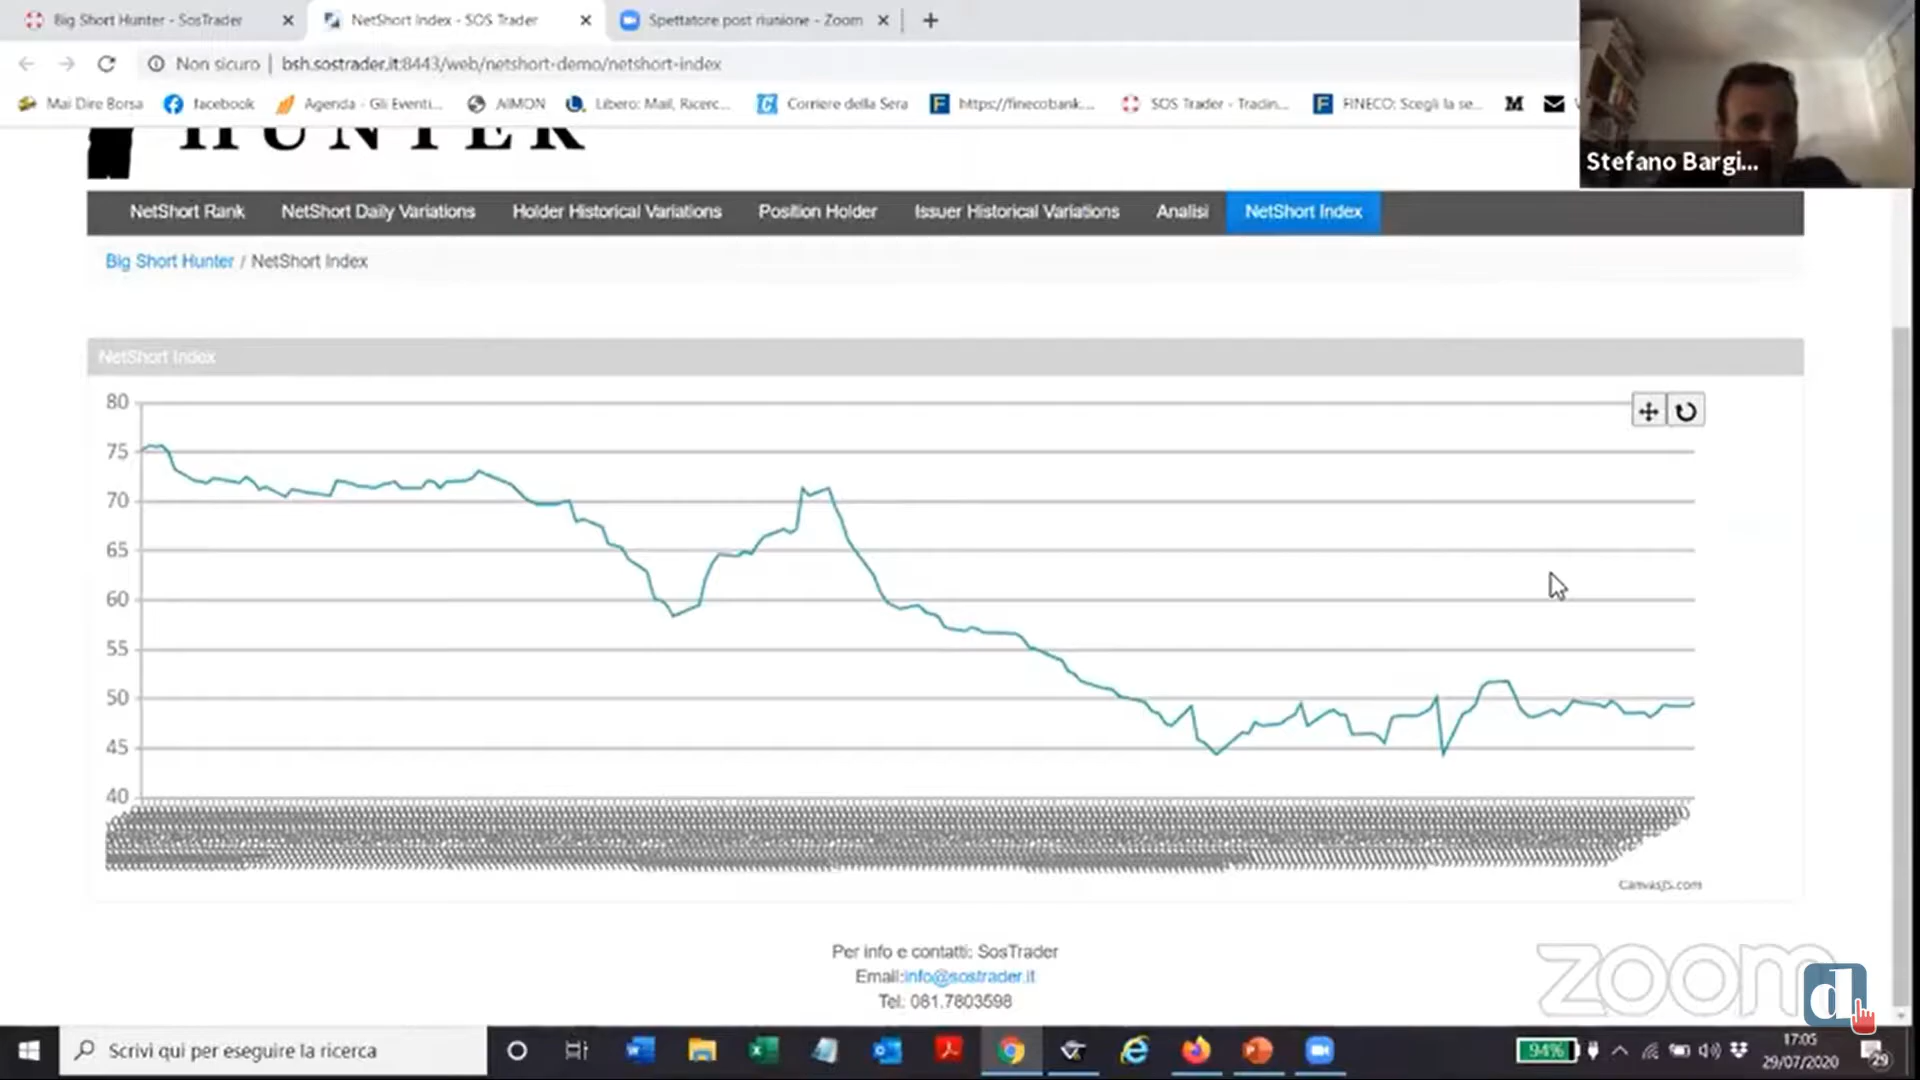 Big Short Hunter - SosTrader
NetShort Index - SOS Trader
Spettatore post riunione - Zoom
Non sicuro
bsh.sostrader.it:8443/web/netshort-demo/netshort-index
Mai Dire Borsa
facebook
Agenda - Gli Eventi...
AIMON
Libero: Mail, Ricerc...
Corriere della Sera
https://finecobank....
SOS Trader - Tradin...
FINECO: Scegli la se...
M
Stefano Bargi...
HUNTER
NetShort Rank
NetShort Daily Variations
Holder Historical Variations
Position Holder
Issuer Historical Variations
Analisi
NetShort Index
Big Short Hunter / NetShort Index
NetShort Index
80
75
70
65
60
55
50
45
40
CanvasJS.com
Per info e contatti: SosTrader
Email:info@sostrader.it
Tel: 081.7803598
zoom
d
Scrivi qui per eseguire la ricerca
94%
17:05
29/07/2020
29